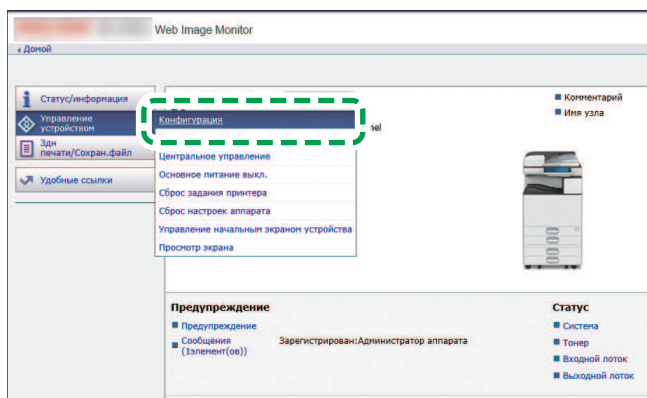 Web Image Monitor
Домой
Статус/информация
Управление
устройством
Здн
печати/Сохран.файл
Удобные ссылки
Конфигурация
Центральное управление
Основное питание выкл.
Сброс задания принтера
Сброс настроек аппарата
Управление начальным экраном устройства
Просмотр экрана
Комментарий
Имя узла
Предупреждение
Предупреждение
Сообщения
(1элемент(ов))
Зарегистрирован:Администратор аппарата
Статус
Система
Тонер
Входной лоток
Выходной лоток